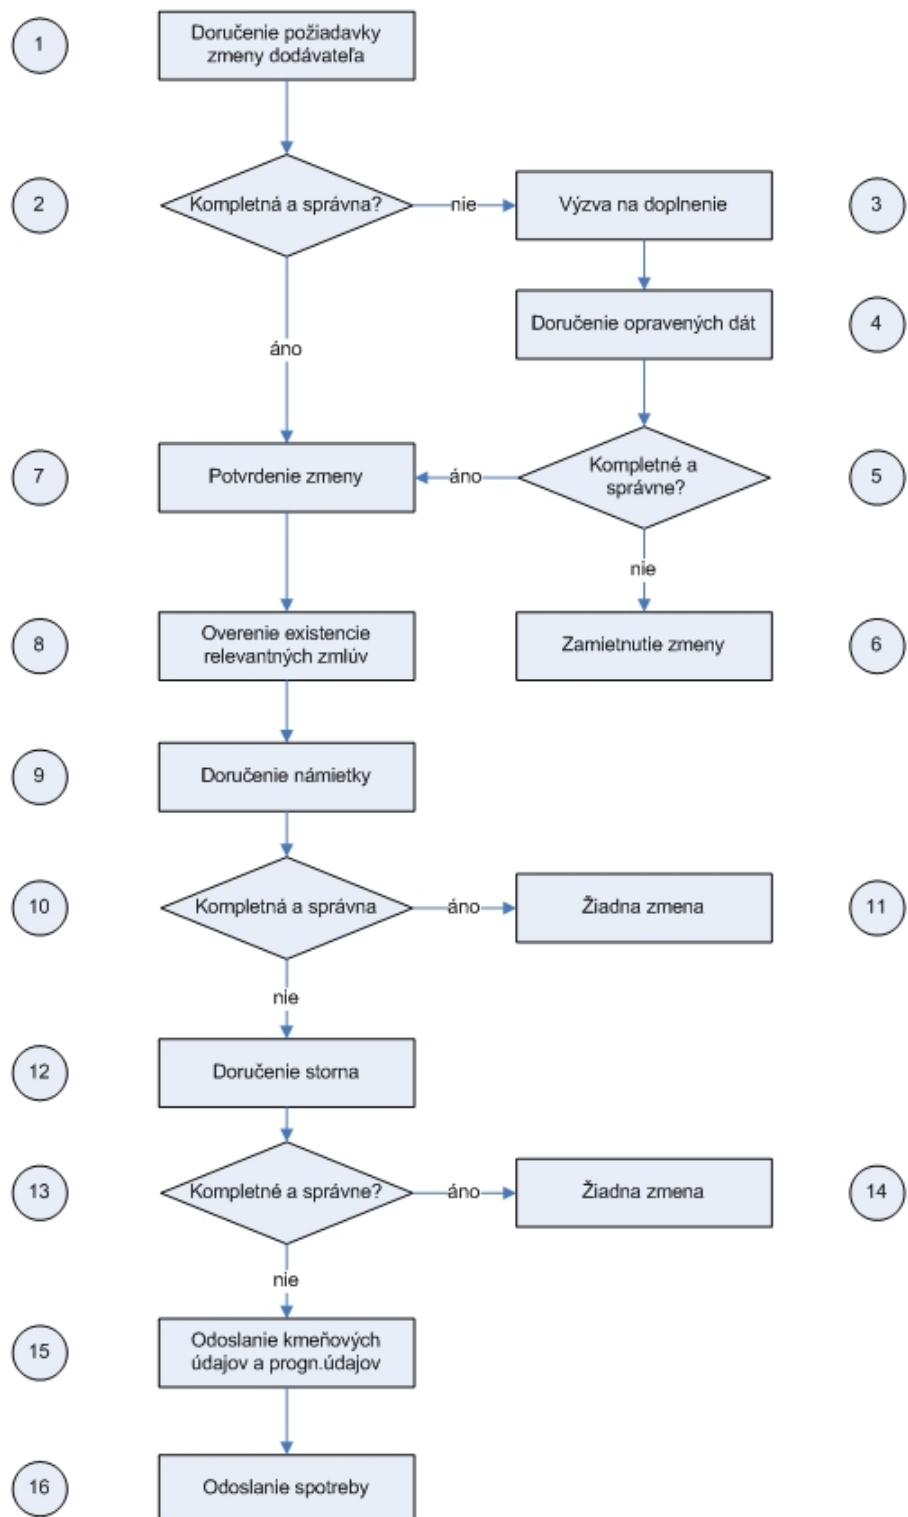 1
Doručenie požiadavky
zmeny dodávateľa
2
Kompletná a správna?
nie
Výzva na doplnenie
3
Doručenie opravených dát
4
áno
7
Potvrdenie zmeny
áno
Kompletné a
správne?
5
nie
8
Overenie existencie
relevantných zmlúv
Zamietnutie zmeny
6
9
Doručenie námietky
10
Kompletná a správna
áno
Žiadna zmena
11
nie
12
Doručenie storna
13
Kompletné a správne?
áno
Žiadna zmena
14
nie
15
Odoslanie kmeňových
údajov a progn.údajov
16
Odoslanie spotreby